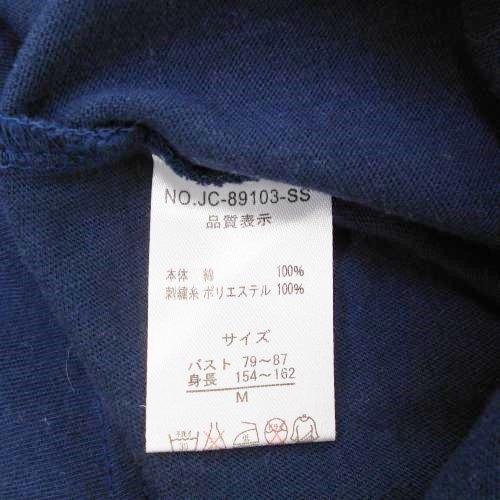 NO.JC-89103-SS
品質表示
本体 綿 100%
刺繍糸 ポリエステル 100%
サイズ
バスト 79〜87
身長 154〜162
M